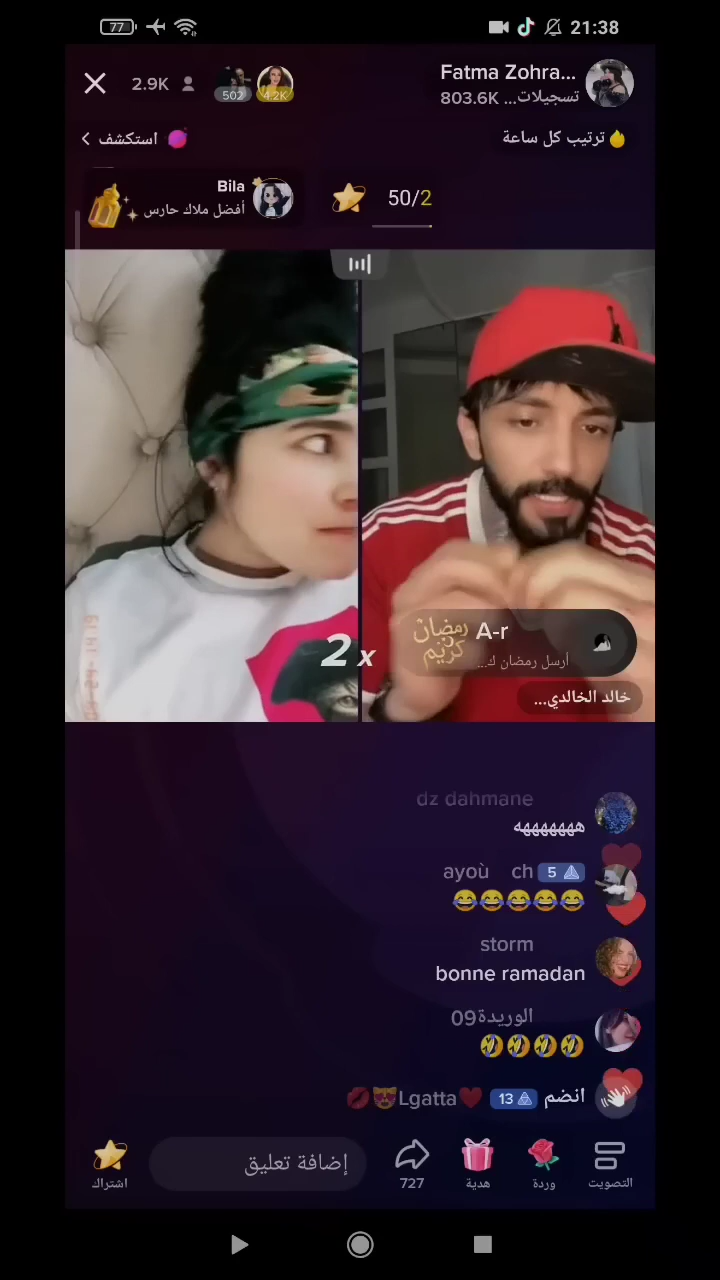 77
21:38
2.9K
502
4.2K
Fatma Zohra...
803.6K ...تسجيلات
ترتيب كل ساعة
استكشف
50/2
Bila
أفضل ملاك حارس
رمضان
كريم
A-r
أرسل رمضان ك...
2x
خالد الخالدي...
dz dahmane
هههههههه
ayoù ch 5
😂😂😂😂😂
storm
bonne ramadan
الوريدة09
🤣🤣🤣🤣
انضم 13 ❤️Lgatta😻💋
إضافة تعليق
اشتراك
727
هدية
وردة
التصويت